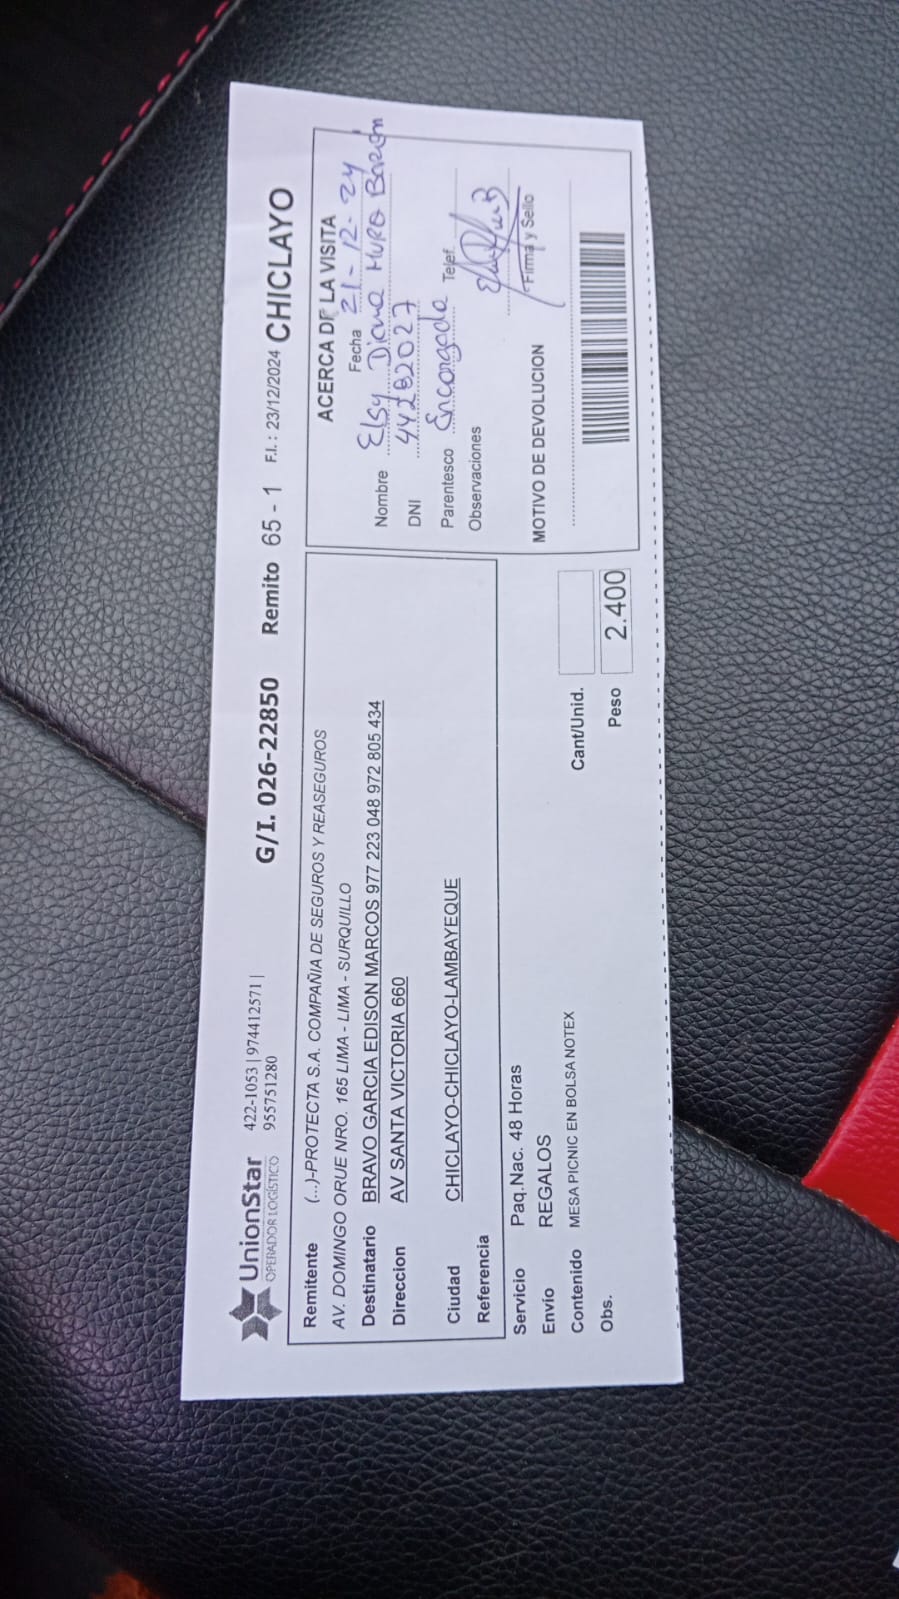 UnionStar
OPERADOR LOGÍSTICO
422-1053 | 974412571 |
955751280
G/I. 026-22850 Remito 65 - 1 F.I.: 23/12/2024 CHICLAYO
Remitente (...)-PROTECTA S.A. COMPAÑIA DE SEGUROS Y REASEGUROS
AV. DOMINGO ORUE NRO. 165 LIMA - LIMA - SURQUILLO
Destinatario BRAVO GARCIA EDISON MARCOS 977 223 048 972 805 434
Direccion AV SANTA VICTORIA 660
Ciudad CHICLAYO-CHICLAYO-LAMBAYEQUE
Referencia
Servicio Paq.Nac. 48 Horas
Envío REGALOS
Contenido MESA PICNIC EN BOLSA NOTEX
Obs.
Cant/Unid.
Peso 2.400
ACERCA DE LA VISITA
Fecha 21-12-24
Nombre Elsy Diana Muro
DNI 44282027
Parentesco Encargada Telef.
Observaciones
Firma y Sello
MOTIVO DE DEVOLUCION